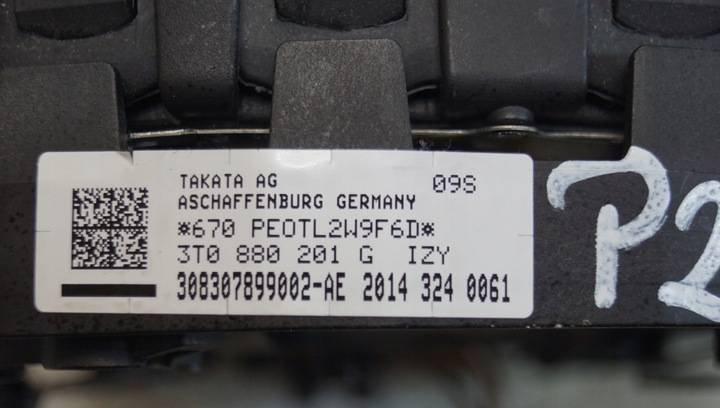 TAKATA AG 09S
ASCHAFFENBURG GERMANY
*670 PEOTL2W9F6D*
3T0 880 201 G IZY
308307899002-AE 2014 324 0061
P2